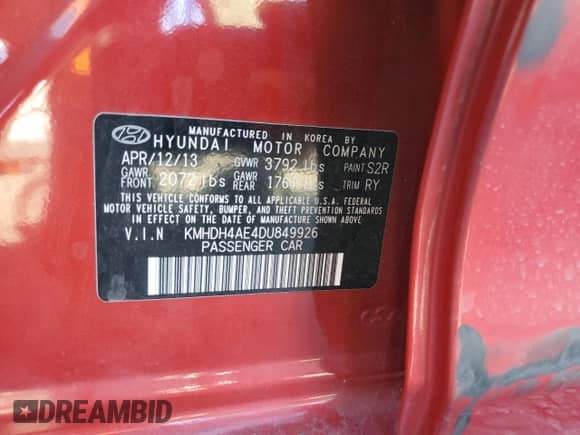 MANUFACTURED IN KOREA BY
HYUNDAI MOTOR COMPANY
APR/12/13 GVWR 3792 lbs PAINT S2R
GAWR FRONT 2072 lbs GAWR REAR TRIM RY
THIS VEHICLE CONFORMS TO ALL APPLICABLE U.S.A. FEDERAL
MOTOR VEHICLE SAFETY, BUMPER, AND THEFT PREVENTION STANDARDS
IN EFFECT ON THE DATE OF MANUFACTURE SHOWN ABOVE.
V.I.N KMHDH4AE4DU849926
PASSENGER CAR
DREAMBID